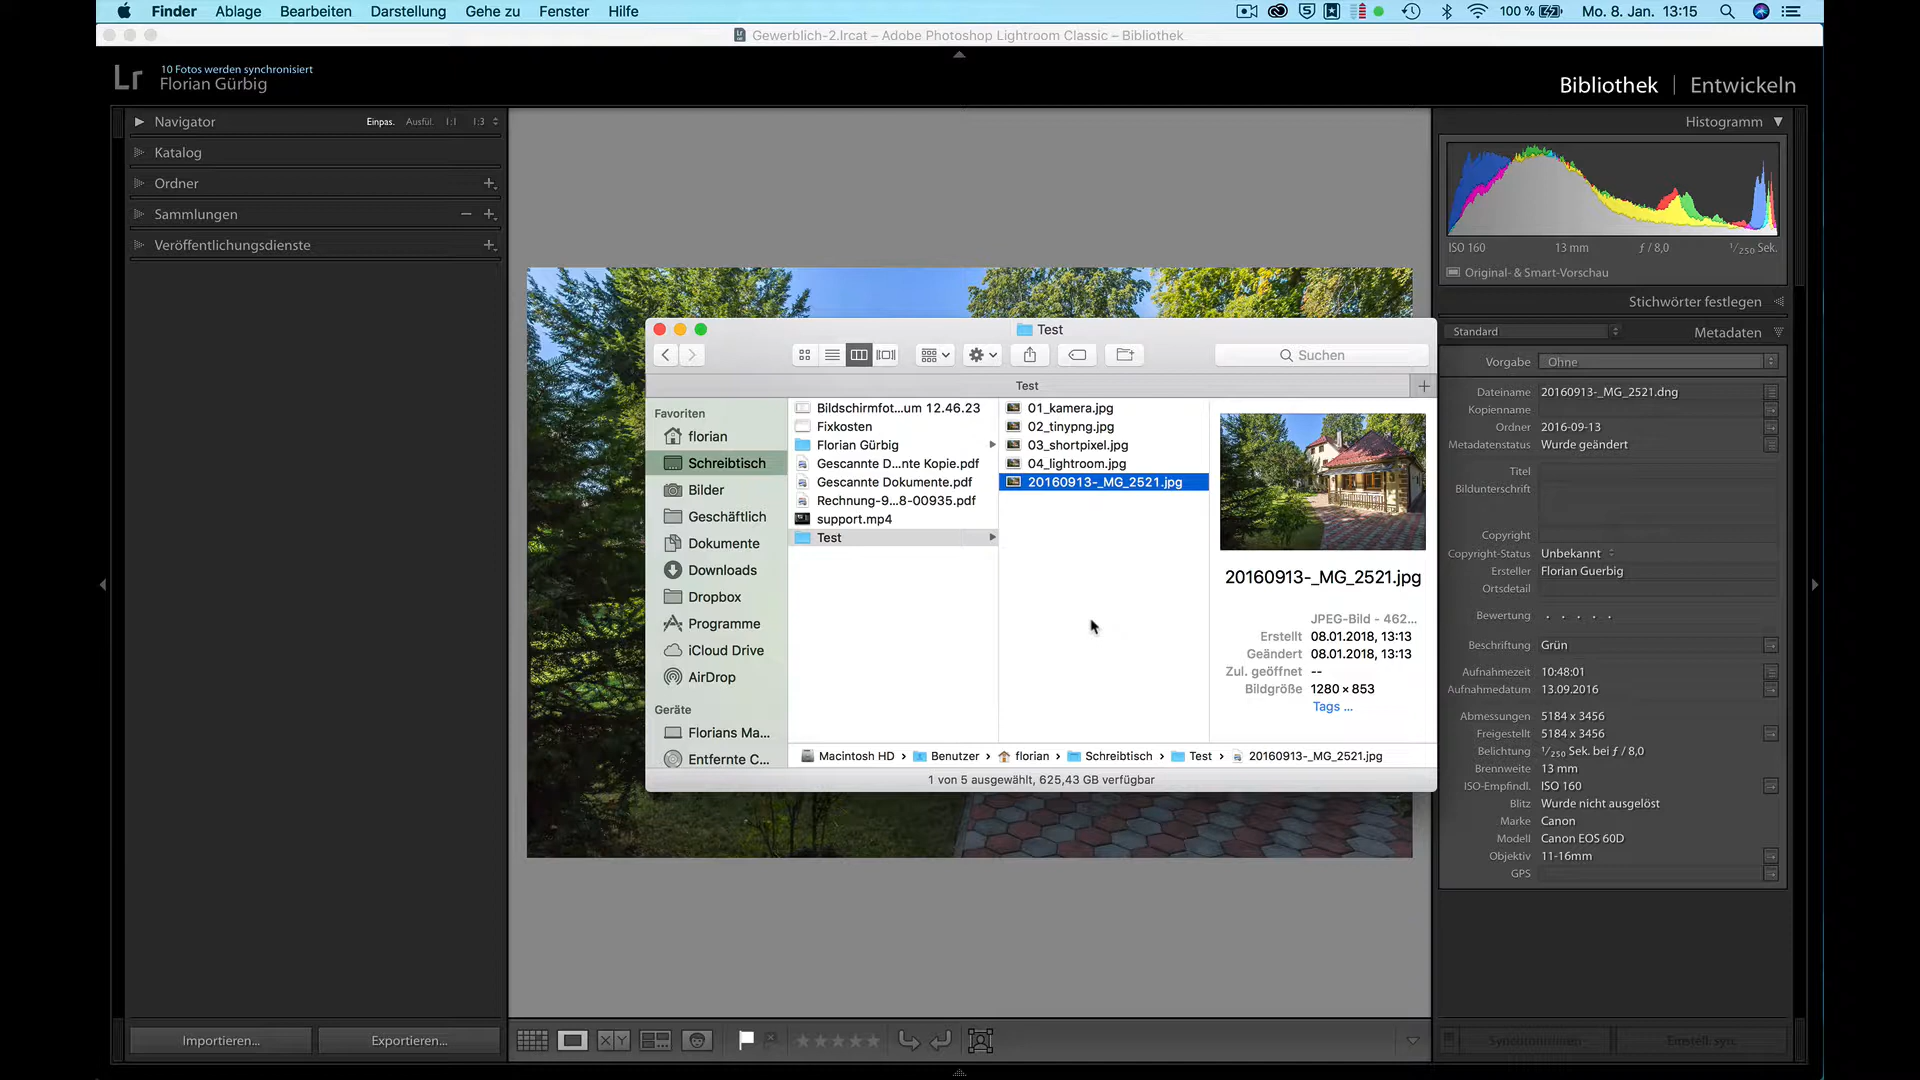 Finder Ablage Bearbeiten Darstellung Gehe zu Fenster Hilfe 100 % Mo. 8. Jan. 13:15
Gewerblich-2.lrcat – Adobe Photoshop Lightroom Classic – Bibliothek
Lr
10 Fotos werden synchronisiert
Florian Gürbig
Bibliothek | Entwickeln
Navigator Einpas. Ausfül. 1:1 1:3
Katalog
Ordner
Sammlungen
Veröffentlichungsdienste
Importieren... Exportieren...
Test
Suchen
Test
Favoriten
florian
Schreibtisch
Bilder
Geschäftlich
Dokumente
Downloads
Dropbox
Programme
iCloud Drive
AirDrop
Geräte
Florians Ma...
Entfernte C...
Bildschirmfot...um 12.46.23
Fixkosten
Florian Gürbig
Gescannte D...nte Kopie.pdf
Gescannte Dokumente.pdf
Rechnung-9...8-00935.pdf
support.mp4
Test
01_kamera.jpg
02_tinypng.jpg
03_shortpixel.jpg
04_lightroom.jpg
20160913-_MG_2521.jpg
20160913-_MG_2521.jpg
JPEG-Bild - 462...
Erstellt 08.01.2018, 13:13
Geändert 08.01.2018, 13:13
Zul. geöffnet --
Bildgröße 1280 × 853
Tags ...
Macintosh HD › Benutzer › florian › Schreibtisch › Test › 20160913-_MG_2521.jpg
1 von 5 ausgewählt, 625,43 GB verfügbar
Histogramm
ISO 160 13 mm ƒ / 8,0 1/250 Sek.
Original- & Smart-Vorschau
Stichwörter festlegen
Standard Metadaten
Vorgabe Ohne
Dateiname 20160913-_MG_2521.dng
Kopienname
Ordner 2016-09-13
Metadatenstatus Wurde geändert
Titel
Bildunterschrift
Copyright
Copyright-Status Unbekannt
Ersteller Florian Guerbig
Ortsdetail
Bewertung . . . . .
Beschriftung Grün
Aufnahmezeit 10:48:01
Aufnahmedatum 13.09.2016
Abmessungen 5184 x 3456
Freigestellt 5184 x 3456
Belichtung 1/250 Sek. bei ƒ / 8,0
Brennweite 13 mm
ISO-Empfindl. ISO 160
Blitz Wurde nicht ausgelöst
Marke Canon
Modell Canon EOS 60D
Objektiv 11-16mm
GPS
Synchronisieren Einstell. sync.